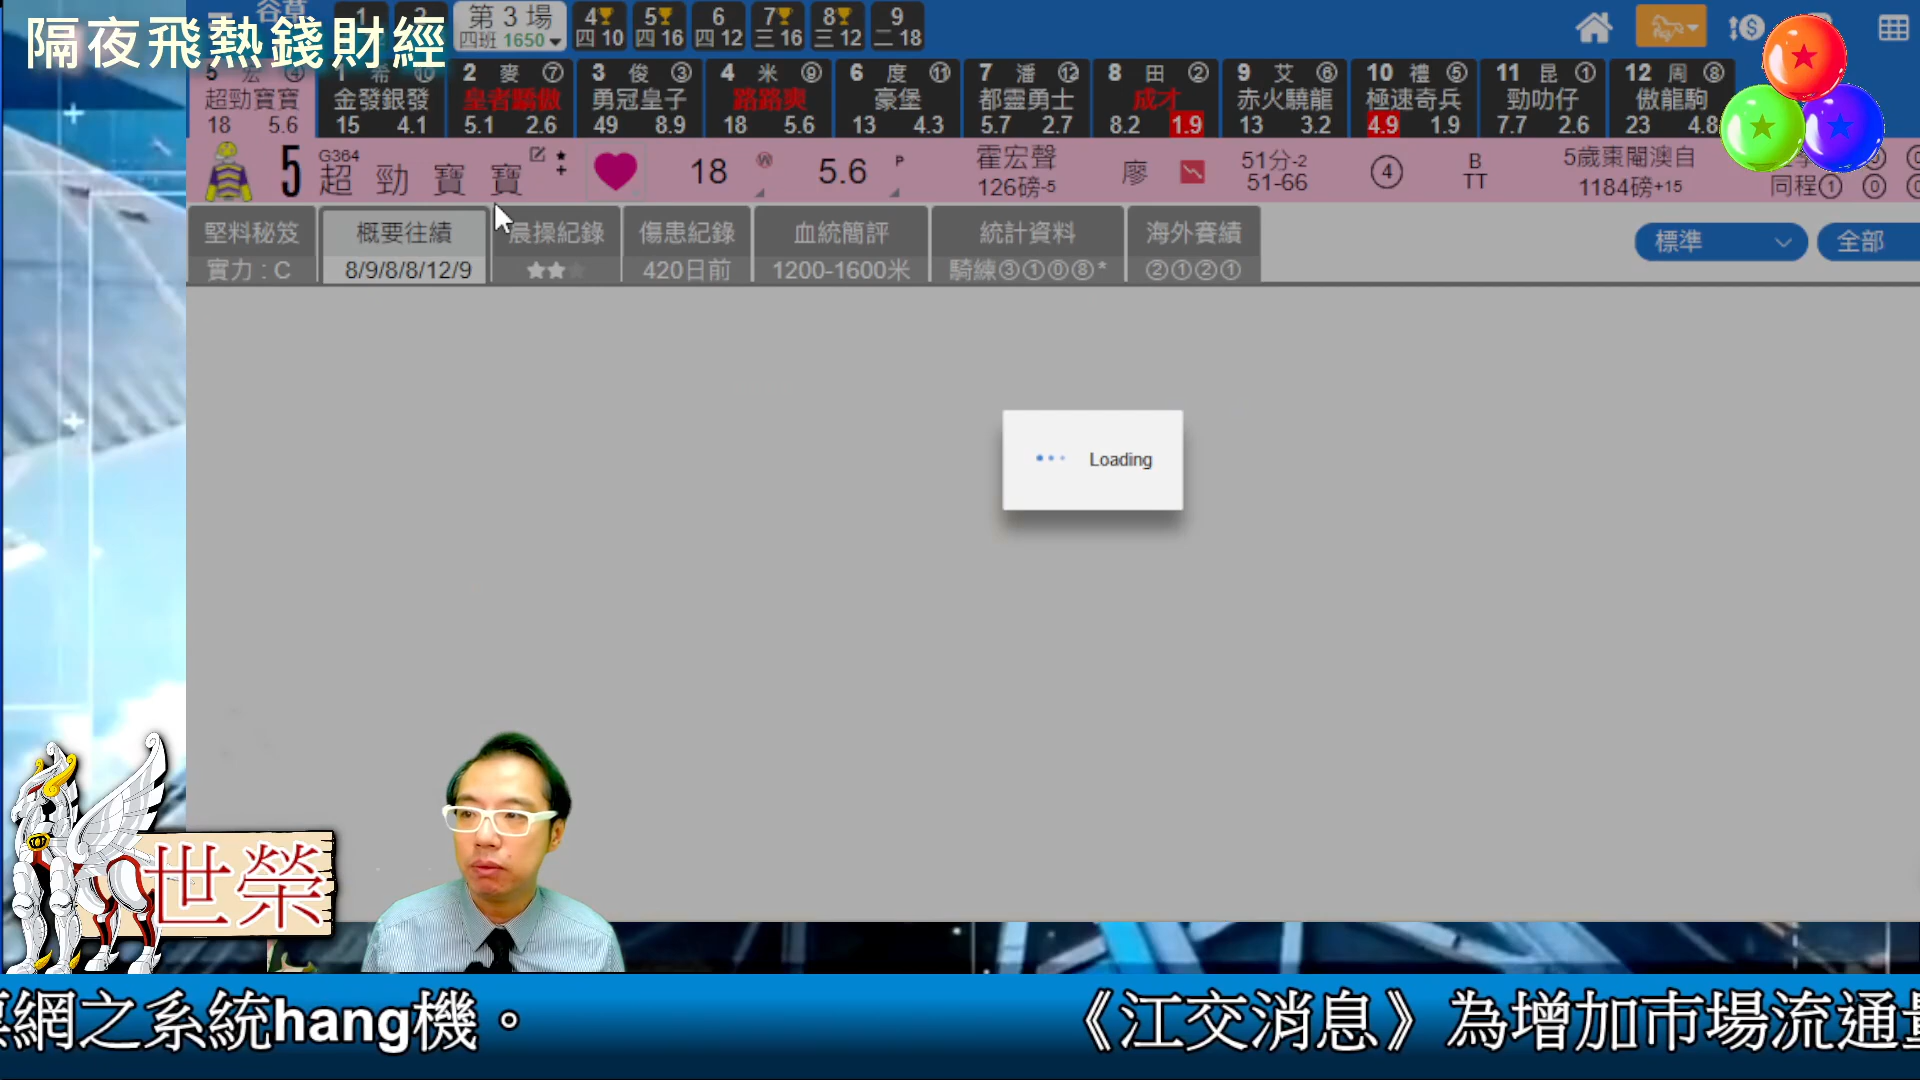 隔夜飛熱錢財經
第 3 場
四班 1650
4
四 10
5
四 16
6
四 12
7
三 16
8
三 12
9
二 18
5 宏 ④
超勁寶寶
18 5.6
1 希 ⑩
金發銀發
15 4.1
2 麥 ⑦
皇者驕傲
5.1 2.6
3 俊 ③
勇冠皇子
49 8.9
4 米 ⑨
路路爽
18 5.6
6 度 ⑪
豪堡
13 4.3
7 潘 ⑫
都靈勇士
5.7 2.7
8 田 ②
成才
8.2 1.9
9 艾 ⑥
赤火驍龍
13 3.2
10 禮 ⑤
極速奇兵
4.9 1.9
11 昆 ①
勁叻仔
7.7 2.6
12 周 ⑧
傲龍駒
23 4.8
5 G364
超 勁 寶 寶
18 W
5.6 P
霍宏聲
126磅-5
廖
51分-2
51-66
④
B
TT
5歲棗閹澳自
1184磅+15
同程① ⓪
堅料秘笈
實力 : C
概要往績
8/9/8/8/12/9
晨操紀錄
★★
傷患紀錄
420日前
血統簡評
1200-1600米
統計資料
騎練③①⓪⑧*
海外賽績
②①②①
標準
全部
Loading
世榮
網之系統hang機。
《江交消息》為增加市場流通